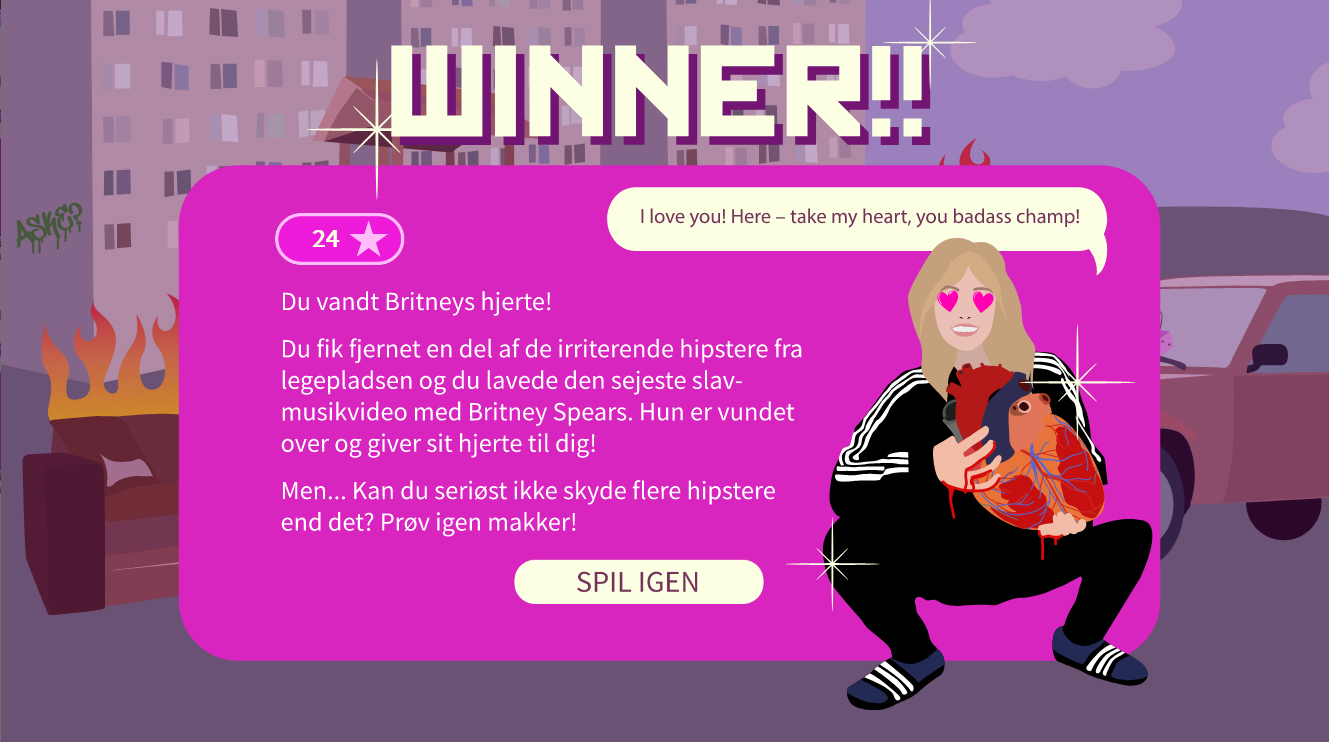 WINNER!!
I love you! Here – take my heart, you badass champ!
ASKE?
24
Du vandt Britneys hjerte!
Du fik fjernet en del af de irriterende hipstere fra
legepladsen og du lavede den sejeste slav-
musikvideo med Britney Spears. Hun er vundet
over og giver sit hjerte til dig!
Men... Kan du seriøst ikke skyde flere hipstere
end det? Prøv igen makker!
SPIL IGEN